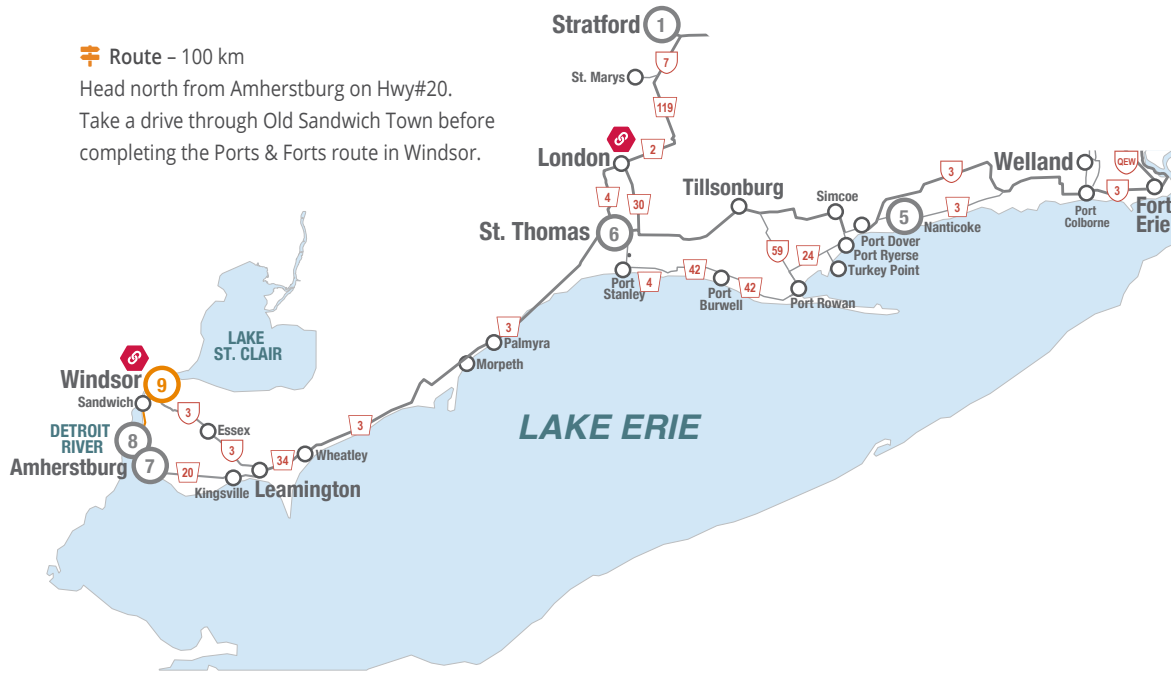 Route – 100 km
Head north from Amherstburg on Hwy#20.
Take a drive through Old Sandwich Town before
completing the Ports & Forts route in Windsor.
Stratford
1
7
St. Marys
119
London
2
4
30
Tillsonburg
Simcoe
3
Welland
QEW
3
Port
Colborne
Fort
Erie
St. Thomas
6
5
3
Nanticoke
Port Dover
Port Ryerse
Turkey Point
59
24
Port
Stanley
4
42
Port
Burwell
42
Port Rowan
LAKE
ST. CLAIR
3
Palmyra
Morpeth
Windsor
9
Sandwich
3
Essex
DETROIT
RIVER
8
3
3
LAKE ERIE
Amherstburg
7
20
34
Wheatley
Kingsville
Leamington